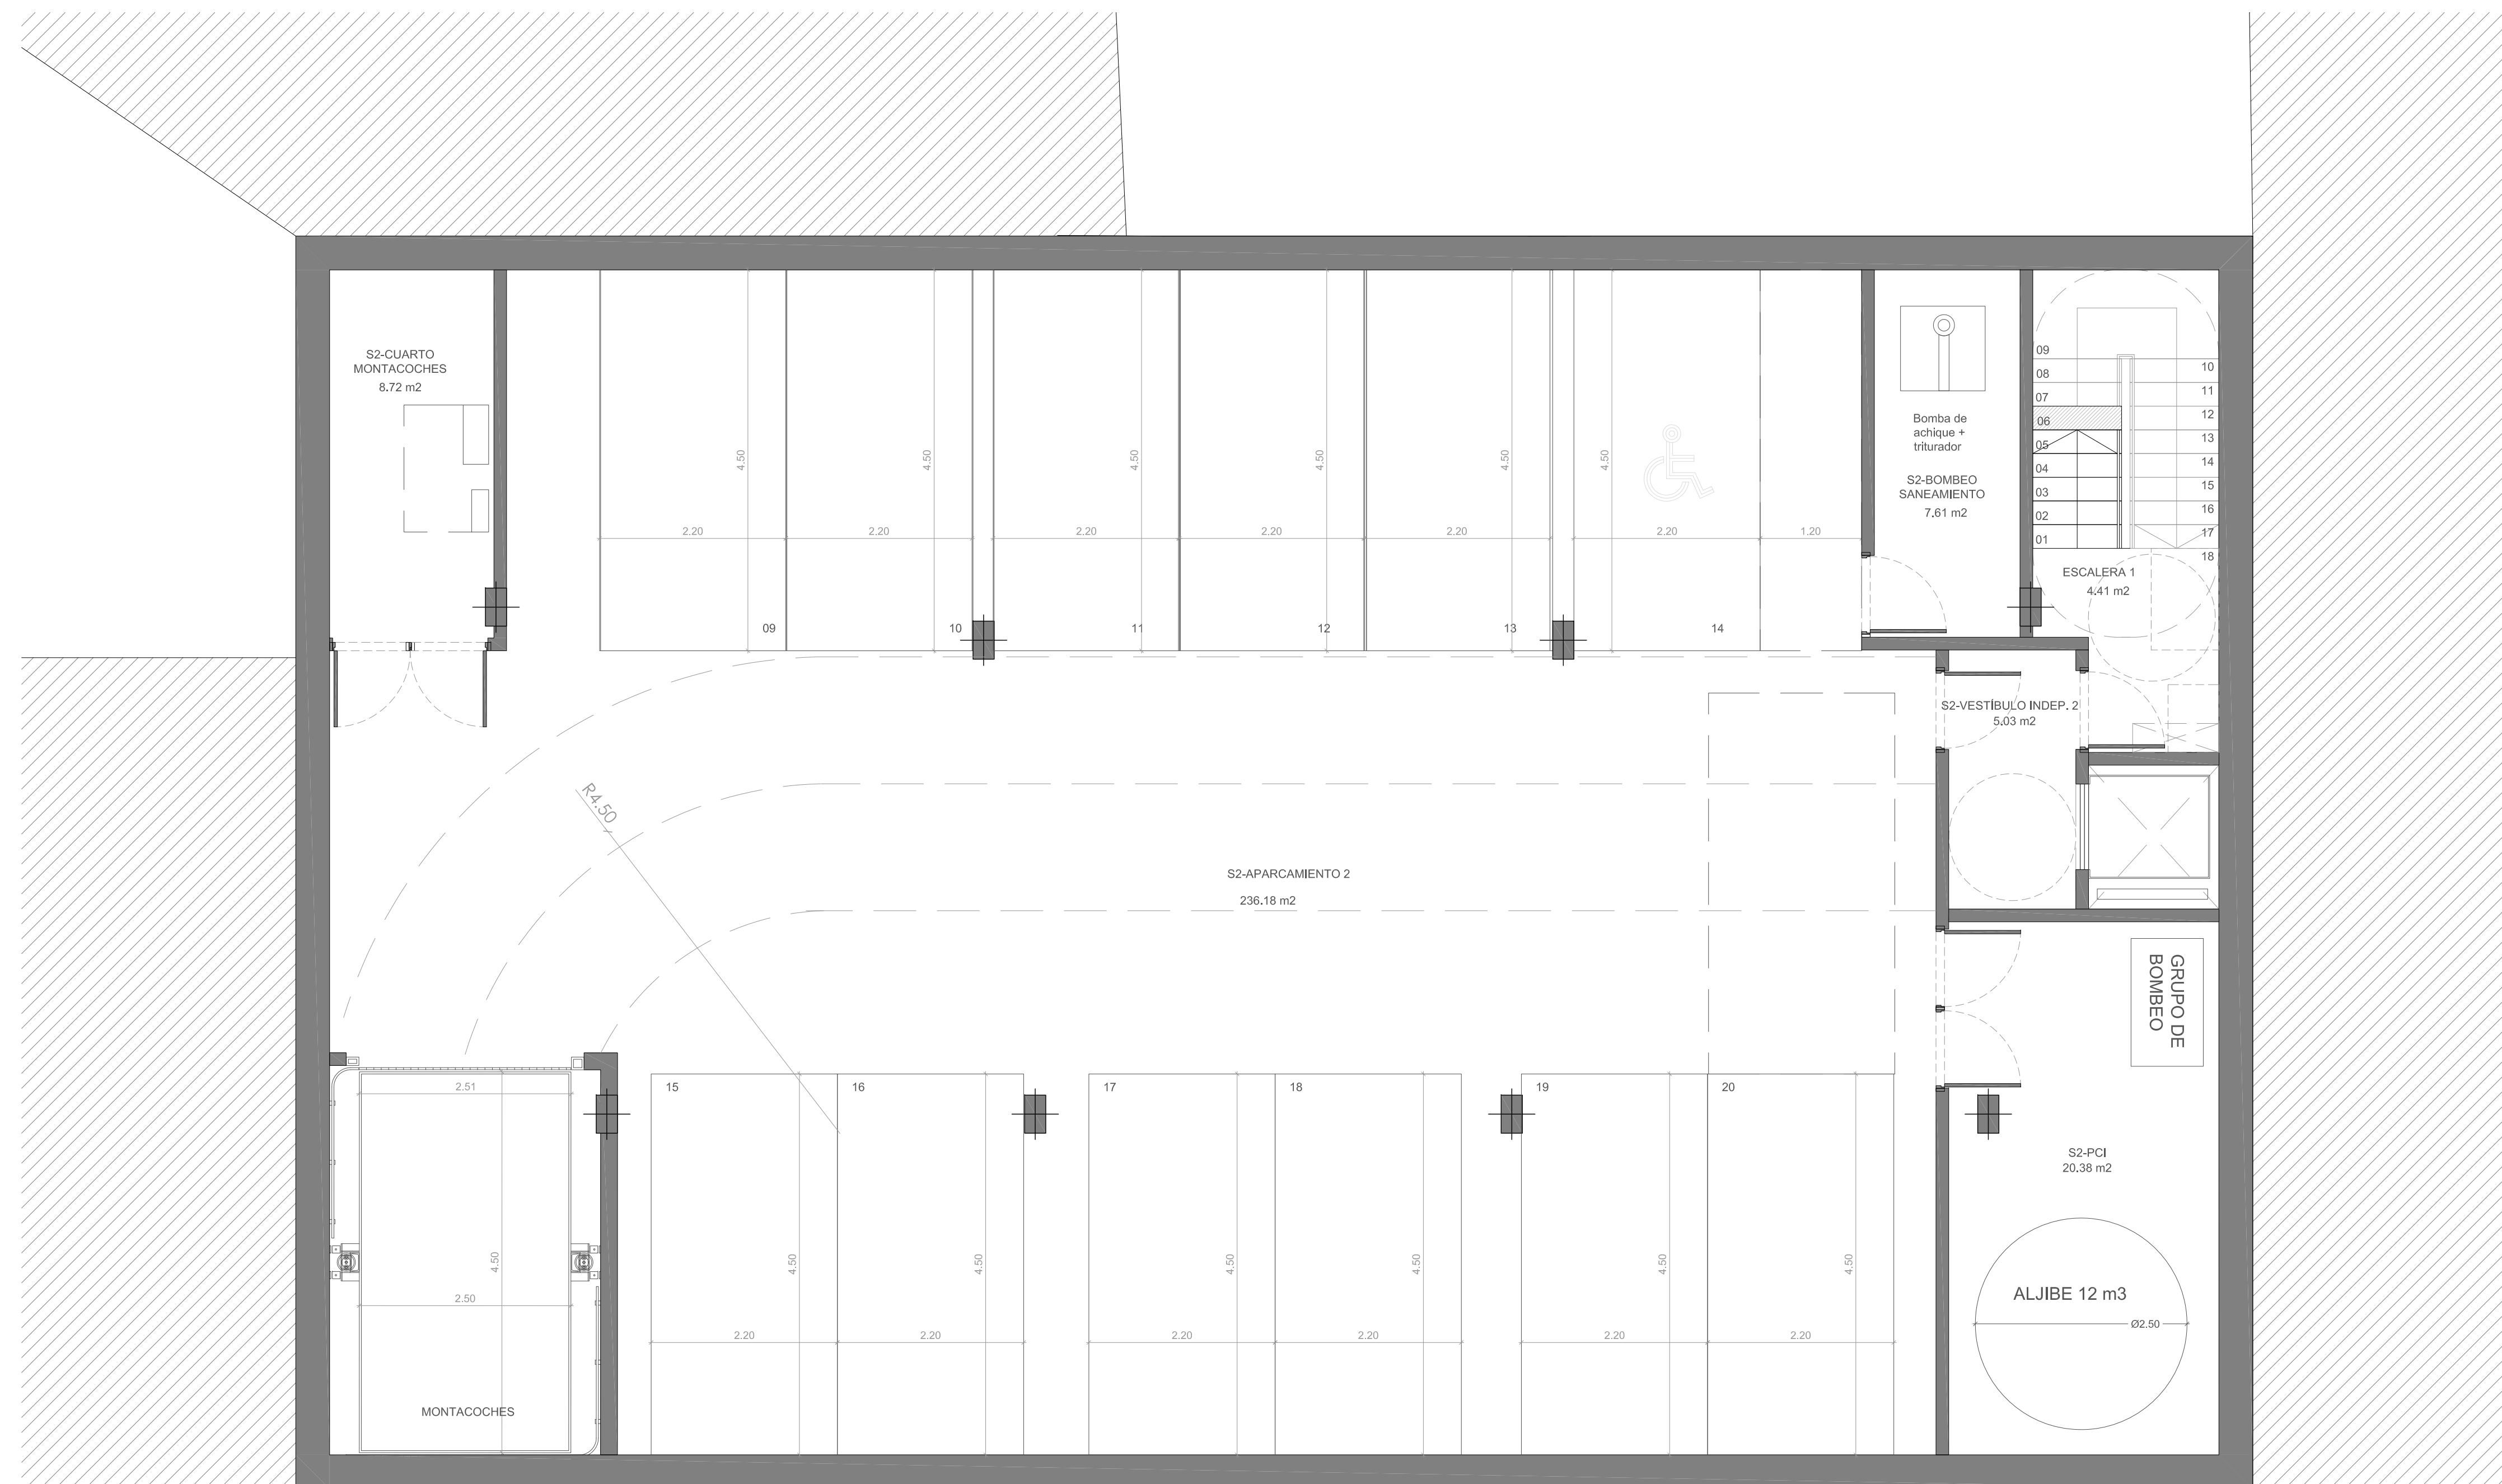 S2-CUARTO
MONTACOCHES
8.72 m2
4.50
4.50
4.50
4.50
4.50
4.50
2.20
2.20
2.20
2.20
2.20
2.20
1.20
09
10
11
12
13
14
Bomba de
achique +
triturador
S2-BOMBEO
SANEAMIENTO
7.61 m2
09
08
07
06
05
04
03
02
01
10
11
12
13
14
15
16
17
18
ESCALERA 1
4.41 m2
S2-VESTÍBULO INDEP. 2
5.03 m2
R4.50
S2-APARCAMIENTO 2
236.18 m2
GRUPO DE
BOMBEO
2.51
4.50
2.50
MONTACOCHES
15
16
17
18
19
20
4.50
4.50
4.50
4.50
4.50
4.50
2.20
2.20
2.20
2.20
2.20
2.20
S2-PCI
20.38 m2
ALJIBE 12 m3
Ø2.50